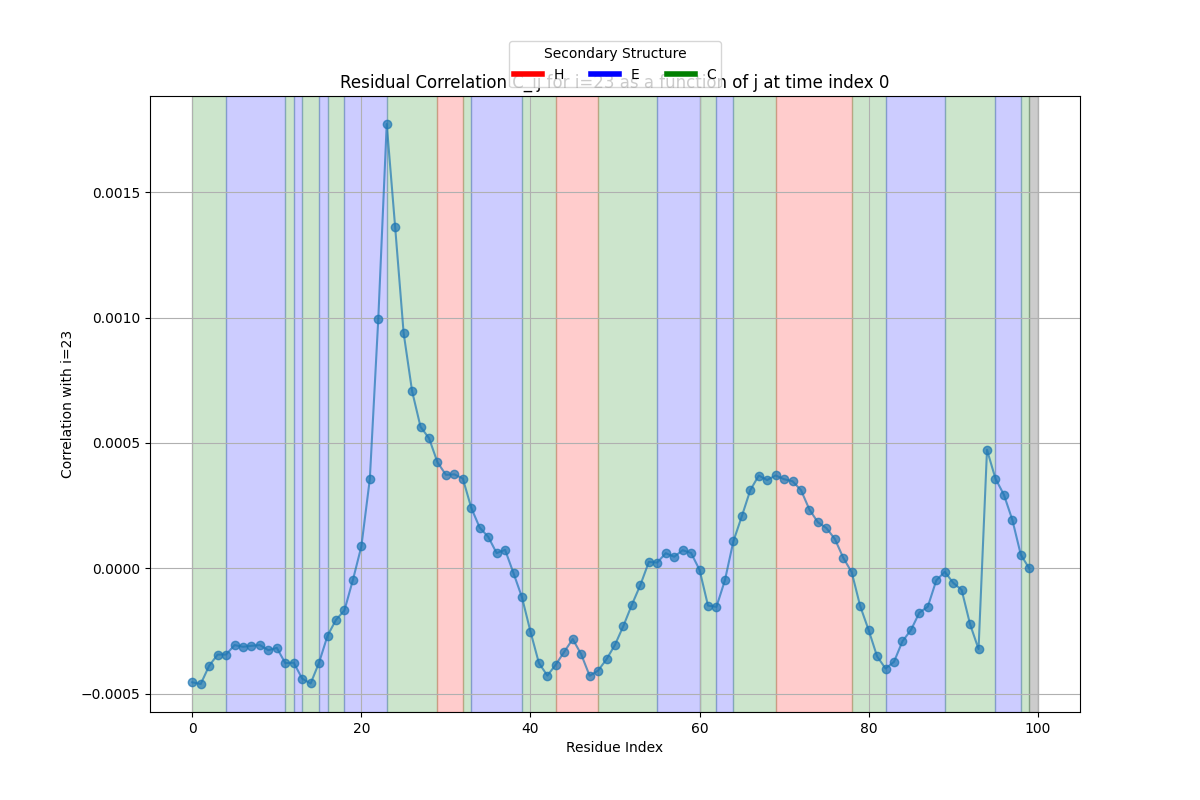 Secondary Structure
H E C
Residual Correlation C_ij for i=23 as a function of j at time index 0
0.0015
0.0010
0.0005
0.0000
−0.0005
Correlation with i=23
0 20 40 60 80 100
Residue Index